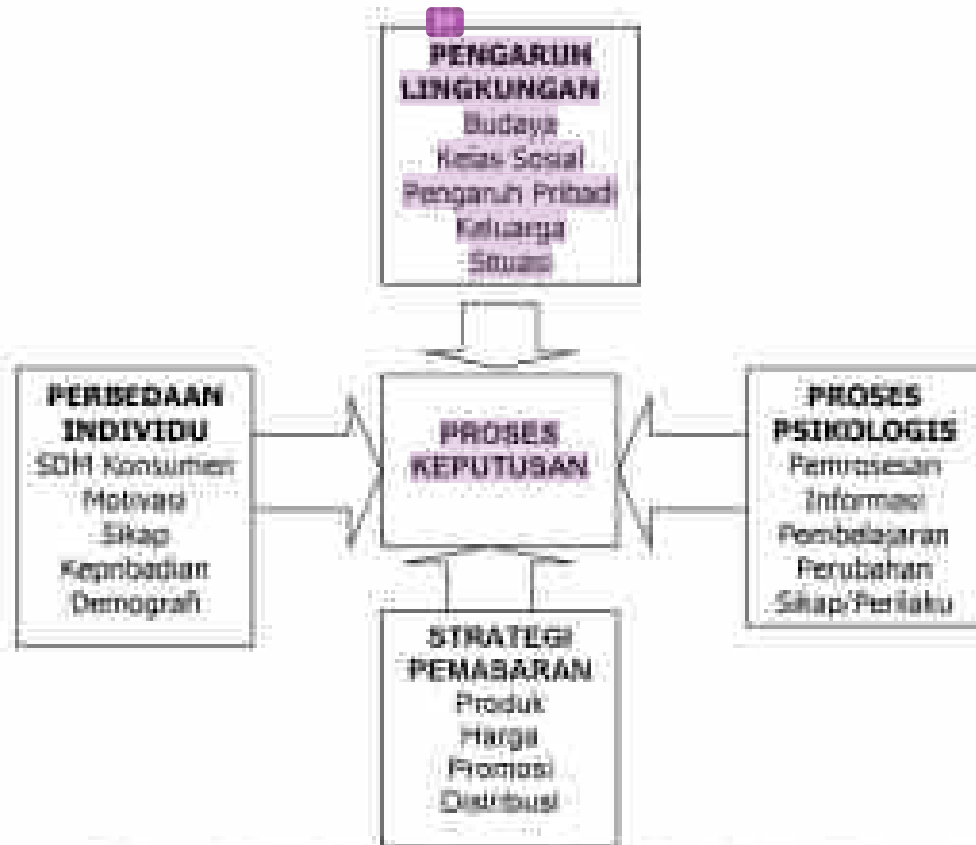 PENGARUH
LINGKUNGAN
Budaya
Kelas Sosial
Pengaruh Pribadi
Keluarga
Situasi
PERBEDAAN
INDIVIDU
SDM Konsumen
Motivasi
Sikap
Kepribadian
Demografi
PROSES
KEPUTUSAN
PROSES
PSIKOLOGIS
Pemrosesan
Informasi
Pembelajaran
Perubahan
Sikap/Perilaku
STRATEGI
PEMASARAN
Produk
Harga
Promosi
Distribusi